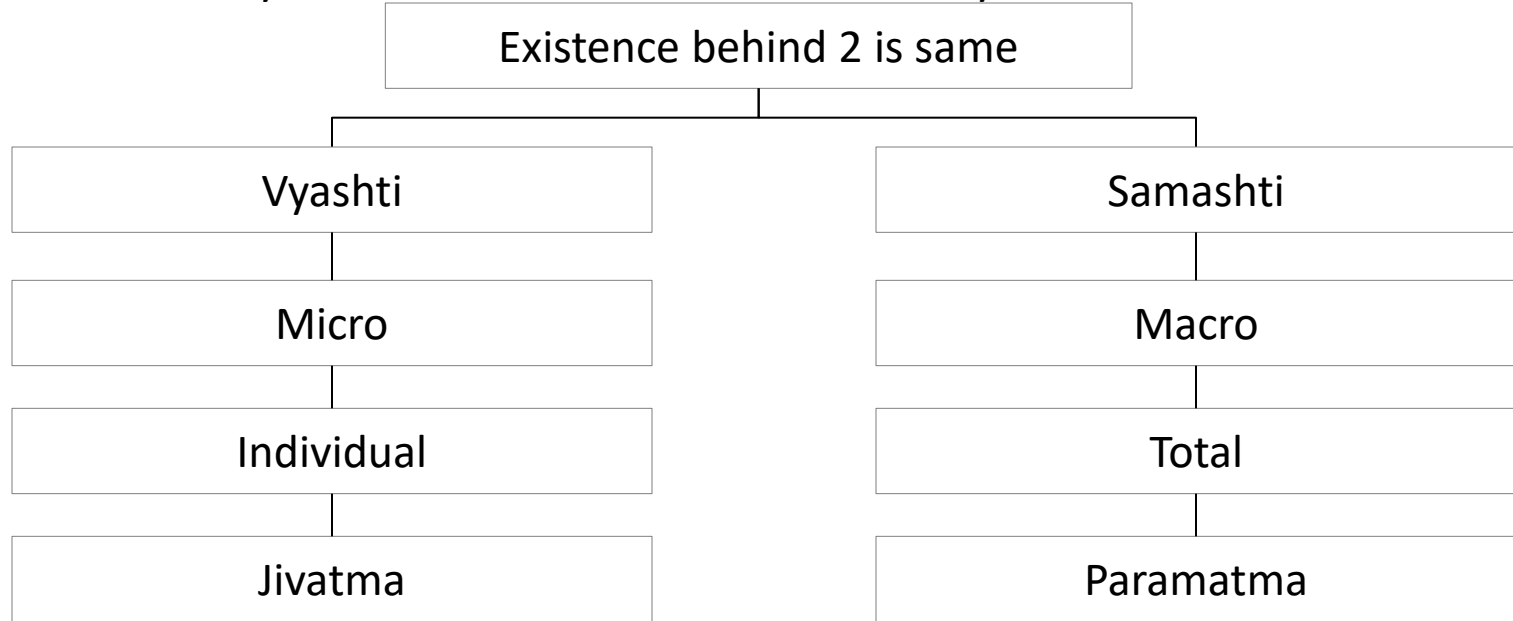 Existence behind 2 is same
Vyashti
Samashti
Micro
Macro
Individual
Total
Jivatma
Paramatma